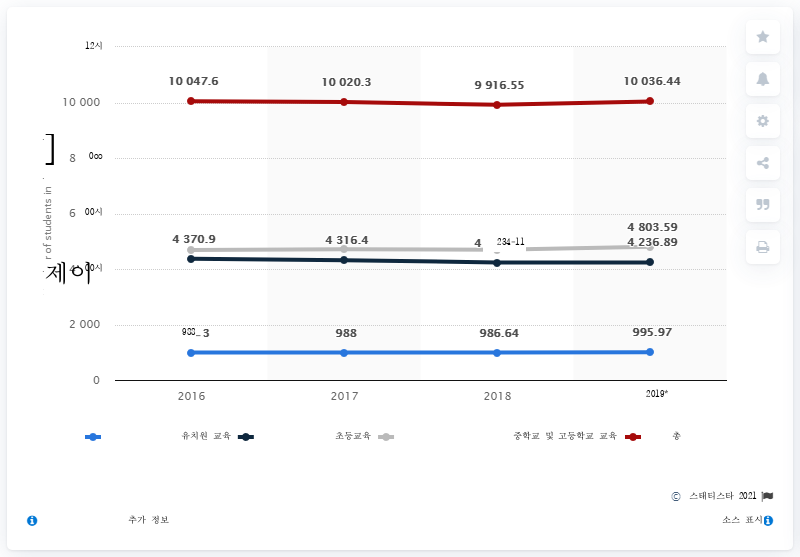 12시
10 047.6 10 020.3 9 916.55 10 036.44
10 000
]
8
r of students in
6 00시
4 803.59
4 370.9 4 316.4 4 234-11 4 236.89
제이 00시
2 000
3 988 986.64 995.97
0
2016 2017 2018 2019*
유치원 교육 초등교육 중학교 및 고등학교 교육 총
© 스태티스타 2021
추가 정보 소스 표시